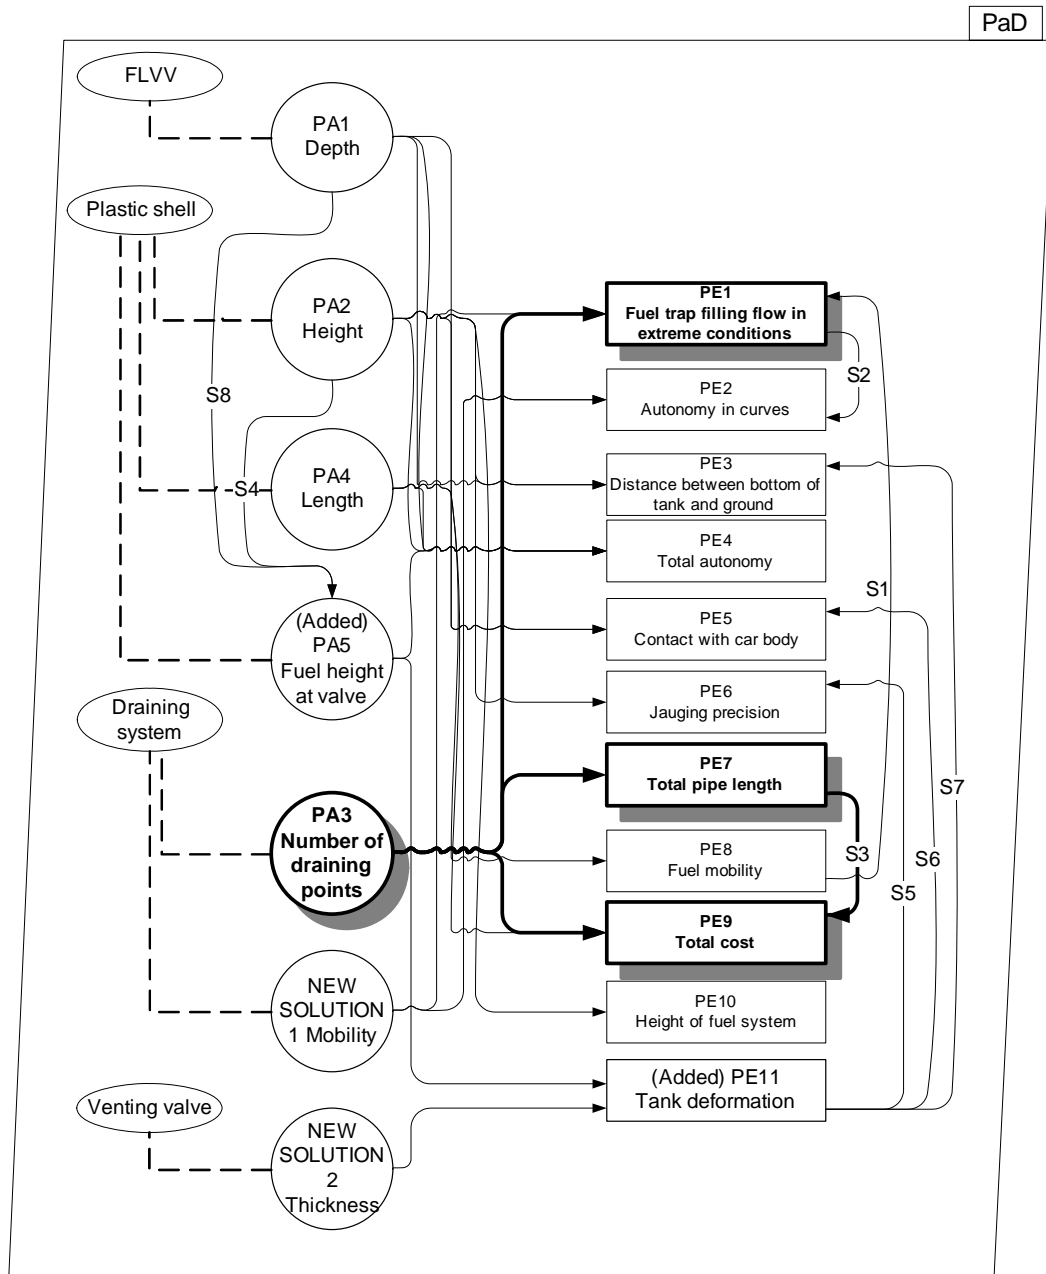 PaD
FLVV
PA1
Depth
Plastic shell
PA2
Height
S8
PA4
Length
S4
(Added)
PA5
Fuel height
at valve
Draining
system
PA3
Number of
draining
points
NEW
SOLUTION
1 Mobility
Venting valve
NEW
SOLUTION
2
Thickness
PE1
Fuel trap filling flow in
extreme conditions
S2
PE2
Autonomy in curves
PE3
Distance between bottom of
tank and ground
PE4
Total autonomy
S1
PE5
Contact with car body
PE6
Jauging precision
PE7
Total pipe length
S7
S3
S6
PE8
Fuel mobility
S5
PE9
Total cost
PE10
Height of fuel system
(Added) PE11
Tank deformation